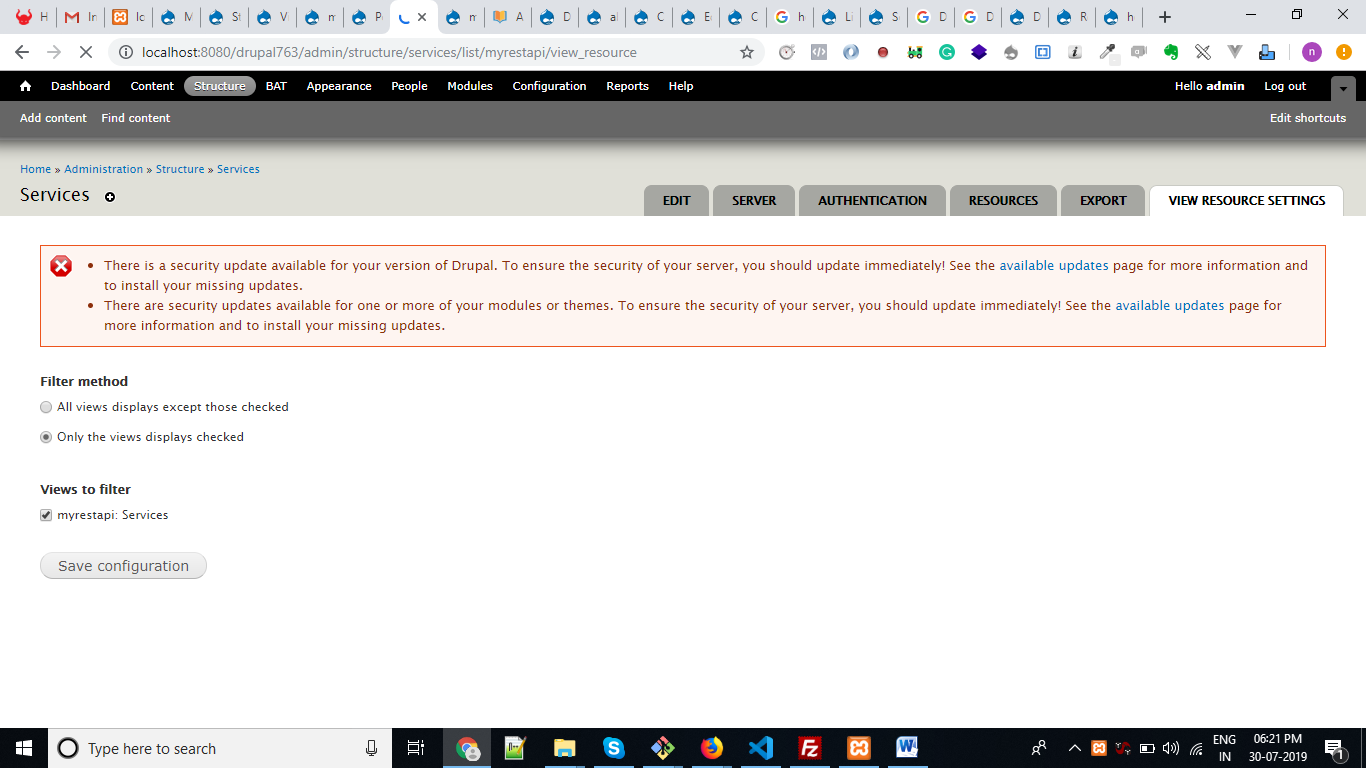 H
In
Ic
M
St
Vi
m
P
m
A
D
al
C
E
C
h
Li
S
D
D
D
R
h
localhost:8080/drupal763/admin/structure/services/list/myrestapi/view_resource
n
Dashboard Content Structure BAT Appearance People Modules Configuration Reports Help Hello admin Log out
Add content Find content Edit shortcuts
Home » Administration » Structure » Services
Services
EDIT SERVER AUTHENTICATION RESOURCES EXPORT VIEW RESOURCE SETTINGS
There is a security update available for your version of Drupal. To ensure the security of your server, you should update immediately! See the available updates page for more information and
to install your missing updates.
There are security updates available for one or more of your modules or themes. To ensure the security of your server, you should update immediately! See the available updates page for
more information and to install your missing updates.
Filter method
All views displays except those checked
Only the views displays checked
Views to filter
myrestapi: Services
Save configuration
Type here to search
ENG
IN
06:21 PM
30-07-2019
1